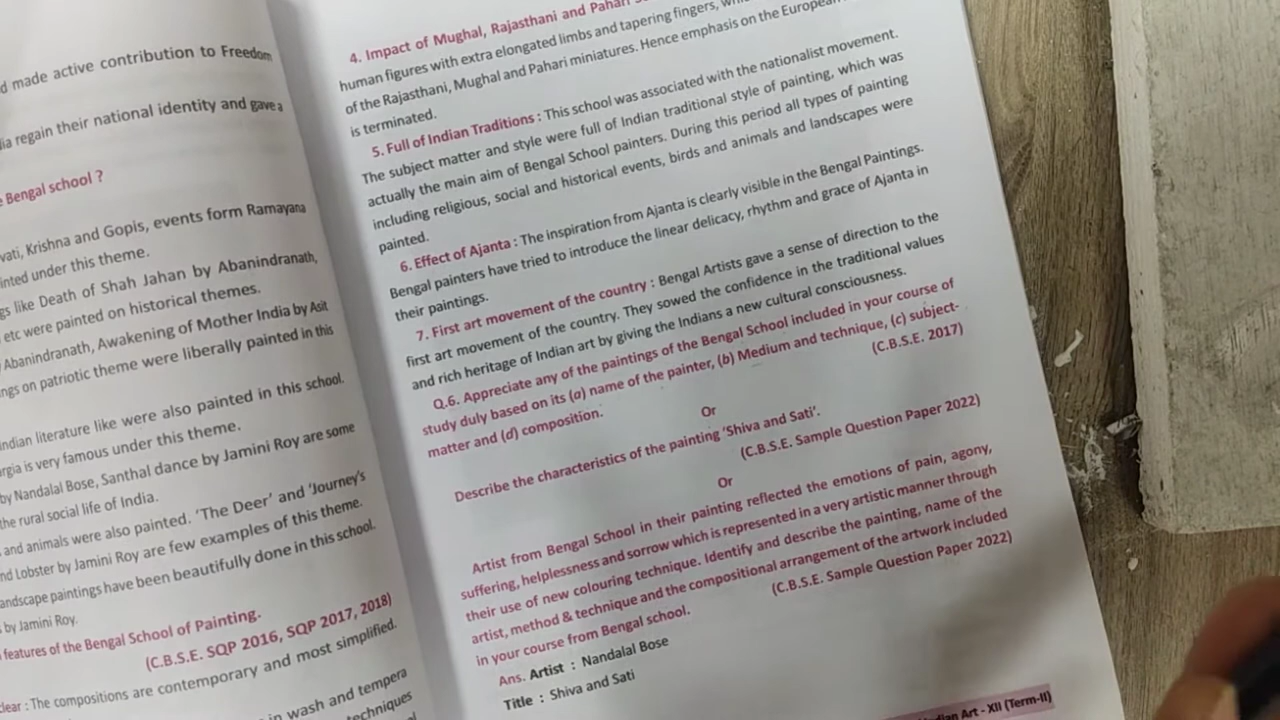 d made active contribution to Freedom
ia regain their national identity and gave a
e Bengal school ?
vati, Krishna and Gopis, events form Ramayana
inted under this theme.
gs like Death of Shah Jahan by Abanindranath,
etc were painted on historical themes.
Abanindranath, Awakening of Mother India by Asit
ngs on patriotic theme were liberally painted in this
ndian literature like were also painted in this school.
rgia is very famous under this theme.
by Nandalal Bose, Santhal dance by Jamini Roy are some
the rural social life of India.
and animals were also painted. 'The Deer' and 'Journey's
nd Lobster by Jamini Roy are few examples of this theme.
andscape paintings have been beautifully done in this school.
by Jamini Roy.
features of the Bengal School of Painting.
(C.B.S.E. SQP 2016, SQP 2017, 2018)
clear : The compositions are contemporary and most simplified.
in wash and tempera
techniques
4. Impact of Mughal, Rajasthani and Pahari
human figures with extra elongated limbs and tapering fingers,
of the Rajasthani, Mughal and Pahari miniatures. Hence emphasis on the European
is terminated.
5. Full of Indian Traditions : This school was associated with the nationalist movement.
The subject matter and style were full of Indian traditional style of painting, which was
actually the main aim of Bengal School painters. During this period all types of painting
including religious, social and historical events, birds and animals and landscapes were
painted.
6. Effect of Ajanta : The inspiration from Ajanta is clearly visible in the Bengal Paintings.
Bengal painters have tried to introduce the linear delicacy, rhythm and grace of Ajanta in
their paintings.
7. First art movement of the country : Bengal Artists gave a sense of direction to the
first art movement of the country. They sowed the confidence in the traditional values
and rich heritage of Indian art by giving the Indians a new cultural consciousness.
Q.6. Appreciate any of the paintings of the Bengal School included in your course of
study duly based on its (a) name of the painter, (b) Medium and technique, (c) subject-
matter and (d) composition. (C.B.S.E. 2017)
Or
Describe the characteristics of the painting 'Shiva and Sati'.
(C.B.S.E. Sample Question Paper 2022)
Or
Artist from Bengal School in their painting reflected the emotions of pain, agony,
suffering, helplessness and sorrow which is represented in a very artistic manner through
their use of new colouring technique. Identify and describe the painting, name of the
artist, method & technique and the compositional arrangement of the artwork included
in your course from Bengal school. (C.B.S.E. Sample Question Paper 2022)
Ans. Artist : Nandalal Bose
Title : Shiva and Sati
Indian Art - XII (Term-II)